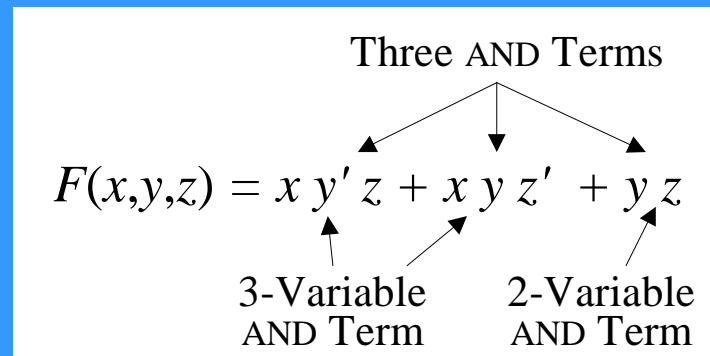 Three AND Terms
F(x,y,z) = x y' z + x y z' + y z
3-Variable 2-Variable
AND Term AND Term